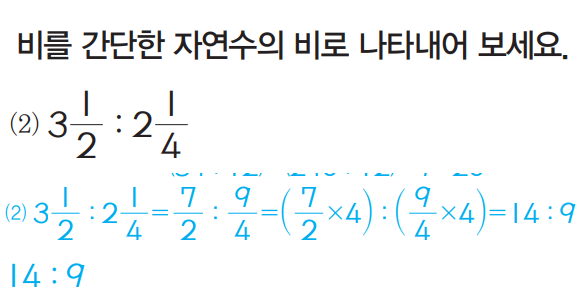 비를 간단한 자연수의 비로 나타내어 보세요.
(2) 3 1/2 : 2 1/4
(2) 3 1/2 : 2 1/4 = 7/2 : 9/4 = (7/2 × 4) : (9/4 × 4) = 14 : 9
14 : 9